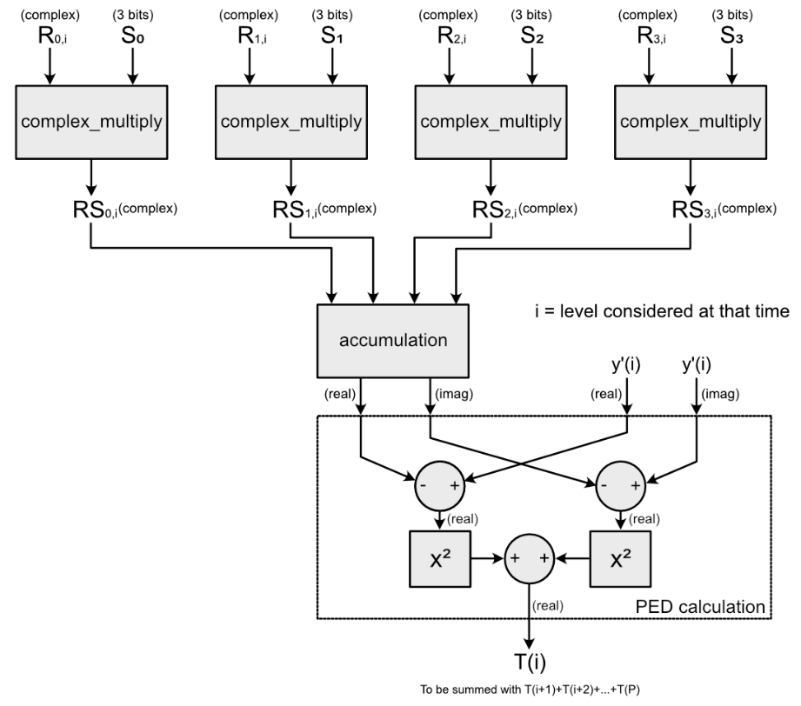 (complex) (3 bits) (complex) (3 bits) (complex) (3 bits) (complex) (3 bits)
R0,i S0 R1,i S1 R2,i S2 R3,i S3
complex_multiply complex_multiply complex_multiply complex_multiply
RS0,i(complex) RS1,i(complex) RS2,i(complex) RS3,i(complex)
i = level considered at that time
accumulation
y'(i) y'(i)
(real) (imag) (real) (imag)
- + - +
(real) (real)
x² + + x²
(real)
PED calculation
T(i)
To be summed with T(i+1)+T(i+2)+...+T(P)